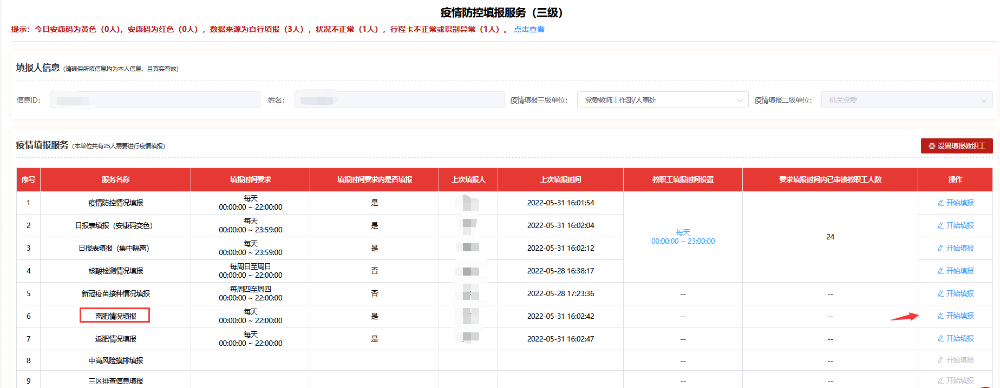 疫情防控填报服务（三级）
提示：今日安康码为黄色（0人），安康码为红色（0人），数据来源为自行填报（3人），状况不正常（1人），行程卡不正常或识别异常（1人）。 点击查看
填报人信息 (请确保所填信息均为本人信息，且真实有效)
信息ID： 姓名： 疫情填报三级单位： 党委教师工作部/人事处 疫情填报二级单位： 机关党委
疫情填报服务 (本单位共有25人需要进行疫情填报) 设置填报教职工
序号 服务名称 填报时间要求 填报时间要求内是否填报 上次填报人 上次填报时间 教职工填报时间设置 要求填报时间内已审核教职工人数 操作
1 疫情防控情况填报 每天 00:00:00 ~ 22:00:00 是 2022-05-31 16:01:54 开始填报
2 日报表填报（安康码变色） 每天 00:00:00 ~ 23:59:00 是 2022-05-31 16:02:04 开始填报
每天 00:00:00 ~ 23:00:00 24
3 日报表填报（集中隔离） 每天 00:00:00 ~ 23:59:00 是 2022-05-31 16:02:12 开始填报
4 核酸检测情况填报 每周日至周日 00:00:00 ~ 22:00:00 否 2022-05-28 16:38:17 开始填报
5 新冠疫苗接种情况填报 每周四至周四 00:00:00 ~ 22:00:00 否 2022-05-28 17:23:36 -- -- 开始填报
6 离肥情况填报 每天 00:00:00 ~ 22:00:00 是 2022-05-31 16:02:42 -- -- 开始填报
7 返肥情况填报 每天 00:00:00 ~ 22:00:00 是 2022-05-31 16:02:47 -- -- 开始填报
8 中高风险摸排填报 -- -- 开始填报
9 三区排查信息填报 -- -- 开始填报